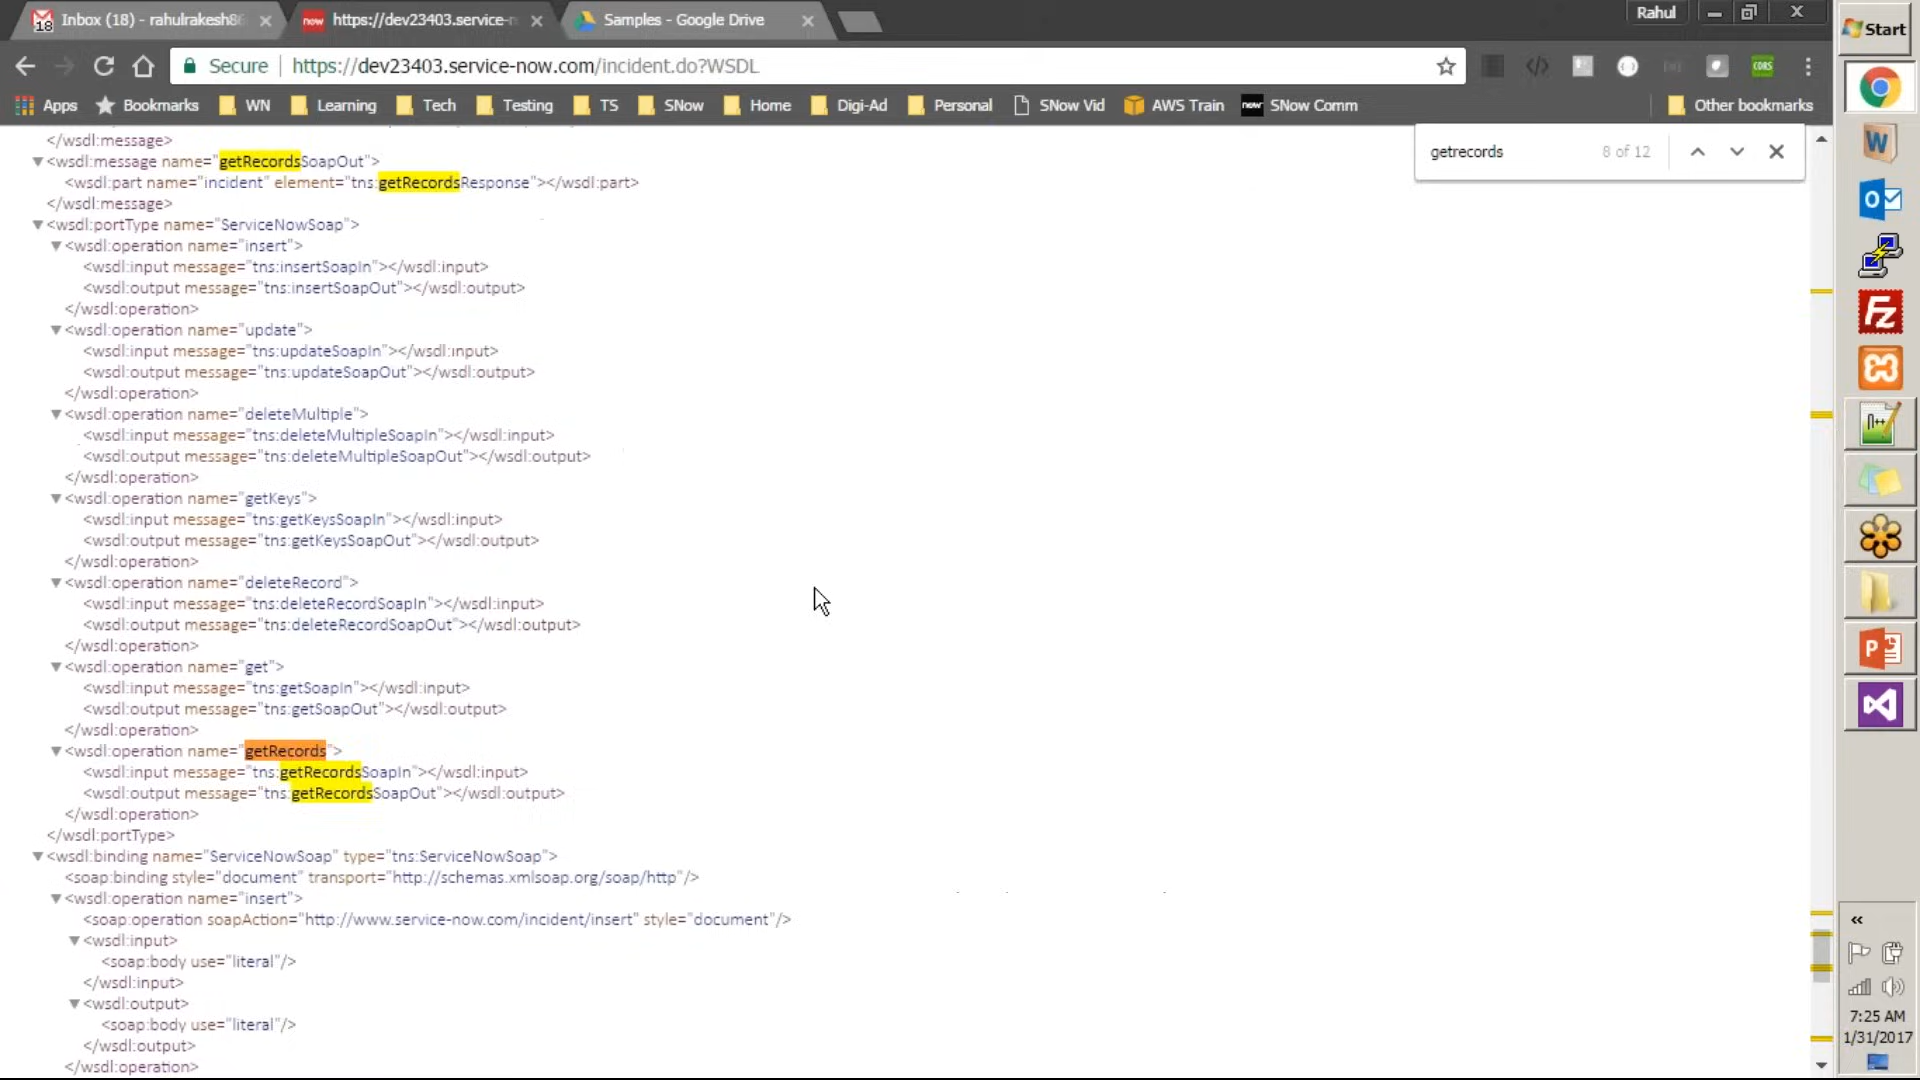 Inbox (18) - rahulrakesh86
https://dev23403.service-n
Samples - Google Drive
Rahul
Start
Secure
https://dev23403.service-now.com/incident.do?WSDL
Apps
Bookmarks
WN
Learning
Tech
Testing
TS
SNow
Home
Digi-Ad
Personal
SNow Vid
AWS Train
SNow Comm
Other bookmarks
getrecords
8 of 12
</wsdl:message>
<wsdl:message name="getRecordsSoapOut">
<wsdl:part name="incident" element="tns:getRecordsResponse"></wsdl:part>
</wsdl:message>
<wsdl:portType name="ServiceNowSoap">
<wsdl:operation name="insert">
<wsdl:input message="tns:insertSoapIn"></wsdl:input>
<wsdl:output message="tns:insertSoapOut"></wsdl:output>
</wsdl:operation>
<wsdl:operation name="update">
<wsdl:input message="tns:updateSoapIn"></wsdl:input>
<wsdl:output message="tns:updateSoapOut"></wsdl:output>
</wsdl:operation>
<wsdl:operation name="deleteMultiple">
<wsdl:input message="tns:deleteMultipleSoapIn"></wsdl:input>
<wsdl:output message="tns:deleteMultipleSoapOut"></wsdl:output>
</wsdl:operation>
<wsdl:operation name="getKeys">
<wsdl:input message="tns:getKeysSoapIn"></wsdl:input>
<wsdl:output message="tns:getKeysSoapOut"></wsdl:output>
</wsdl:operation>
<wsdl:operation name="deleteRecord">
<wsdl:input message="tns:deleteRecordSoapIn"></wsdl:input>
<wsdl:output message="tns:deleteRecordSoapOut"></wsdl:output>
</wsdl:operation>
<wsdl:operation name="get">
<wsdl:input message="tns:getSoapIn"></wsdl:input>
<wsdl:output message="tns:getSoapOut"></wsdl:output>
</wsdl:operation>
<wsdl:operation name="getRecords">
<wsdl:input message="tns:getRecordsSoapIn"></wsdl:input>
<wsdl:output message="tns:getRecordsSoapOut"></wsdl:output>
</wsdl:operation>
</wsdl:portType>
<wsdl:binding name="ServiceNowSoap" type="tns:ServiceNowSoap">
<soap:binding style="document" transport="http://schemas.xmlsoap.org/soap/http"/>
<wsdl:operation name="insert">
<soap:operation soapAction="http://www.service-now.com/incident/insert" style="document"/>
<wsdl:input>
<soap:body use="literal"/>
</wsdl:input>
<wsdl:output>
<soap:body use="literal"/>
</wsdl:output>
</wsdl:operation>
7:25 AM
1/31/2017